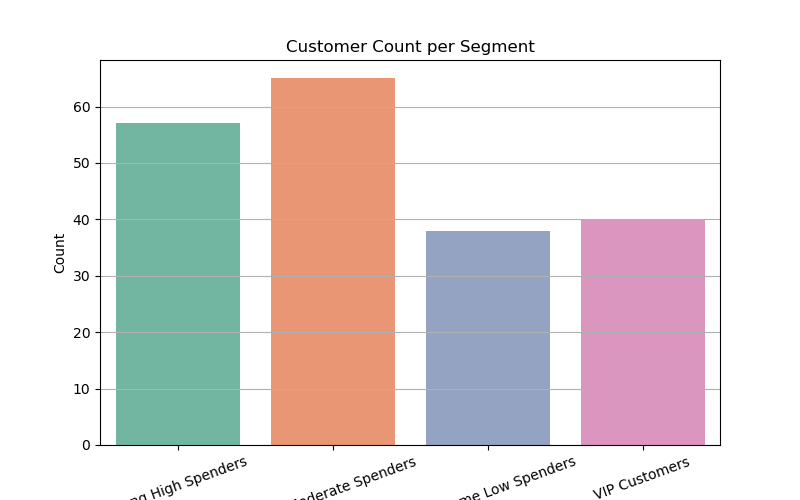 Customer Count per Segment
Count
60
50
40
30
20
10
0
High Spenders
Spenders
Low Spenders
VIP Customers